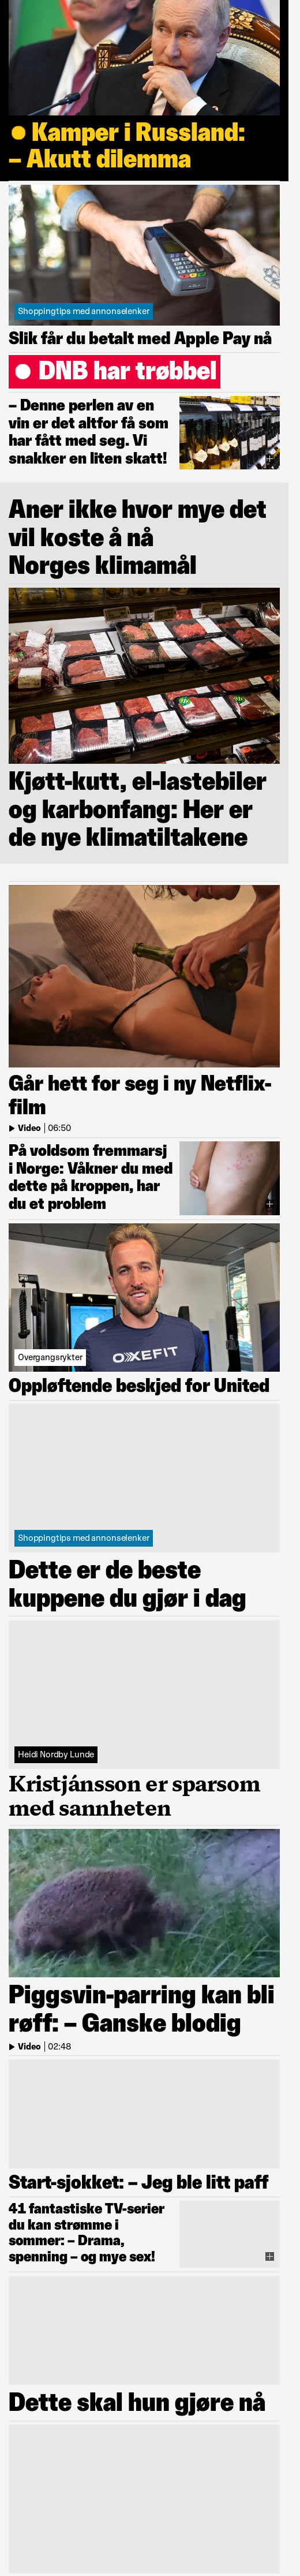 Kamper i Russland:
– Akutt dilemma
Shoppingtips med annonselenker
Slik får du betalt med Apple Pay nå
DNB har trøbbel
– Denne perlen av en
vin er det altfor få som
har fått med seg. Vi
snakker en liten skatt!
Aner ikke hvor mye det
vil koste å nå
Norges klimamål
Kjøtt-kutt, el-lastebiler
og karbonfang: Her er
de nye klimatiltakene
Går hett for seg i ny Netflix-
film
Video | 06:50
På voldsom fremmarsj
i Norge: Våkner du med
dette på kroppen, har
du et problem
OXEFIT
Overgangsrykter
Oppløftende beskjed for United
Shoppingtips med annonselenker
Dette er de beste
kuppene du gjør i dag
Heidi Nordby Lunde
Kristjánsson er sparsom
med sannheten
Piggsvin-parring kan bli
røff: – Ganske blodig
Video | 02:48
Start-sjokket: – Jeg ble litt paff
41 fantastiske TV-serier
du kan strømme i
sommer: – Drama,
spenning – og mye sex!
Dette skal hun gjøre nå